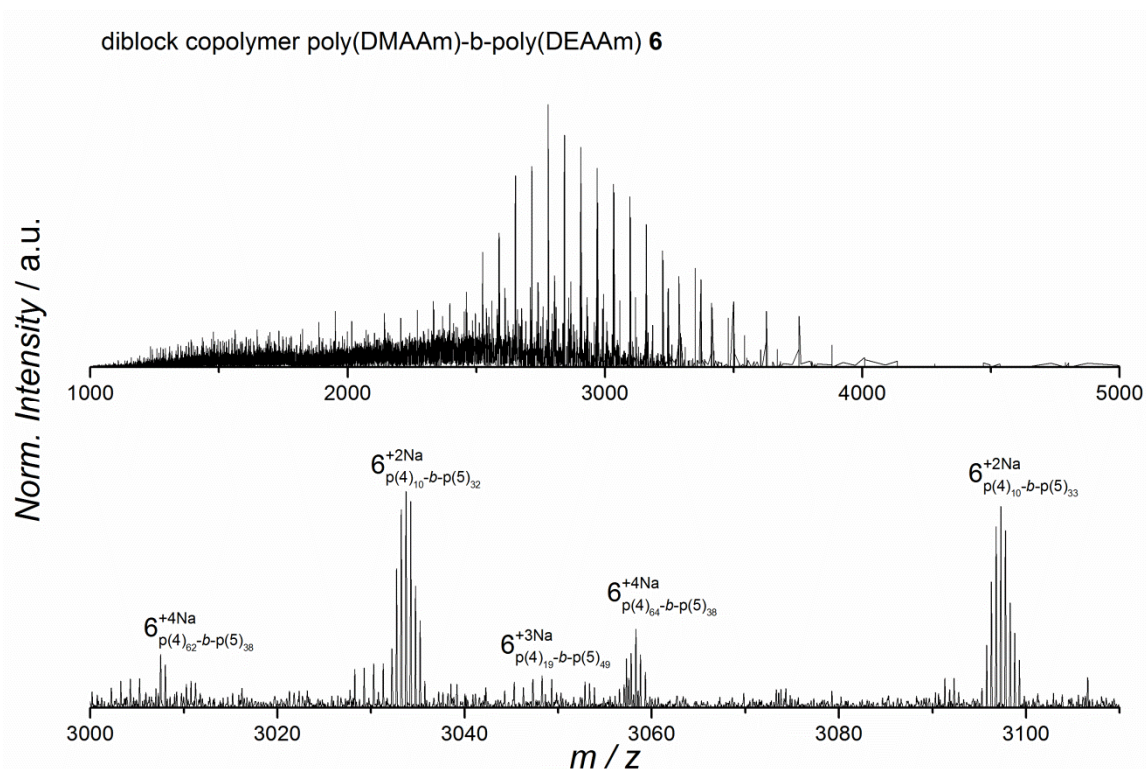 diblock copolymer poly(DMAAm)-b-poly(DEAAm) 6
Norm. Intensity / a.u.
1000 2000 3000 4000 5000
6 +2Na p(4)10-b-p(5)32
6 +2Na p(4)10-b-p(5)33
6 +4Na p(4)64-b-p(5)38
6 +4Na p(4)62-b-p(5)38
6 +3Na p(4)19-b-p(5)49
3000 3020 3040 3060 3080 3100
m / z